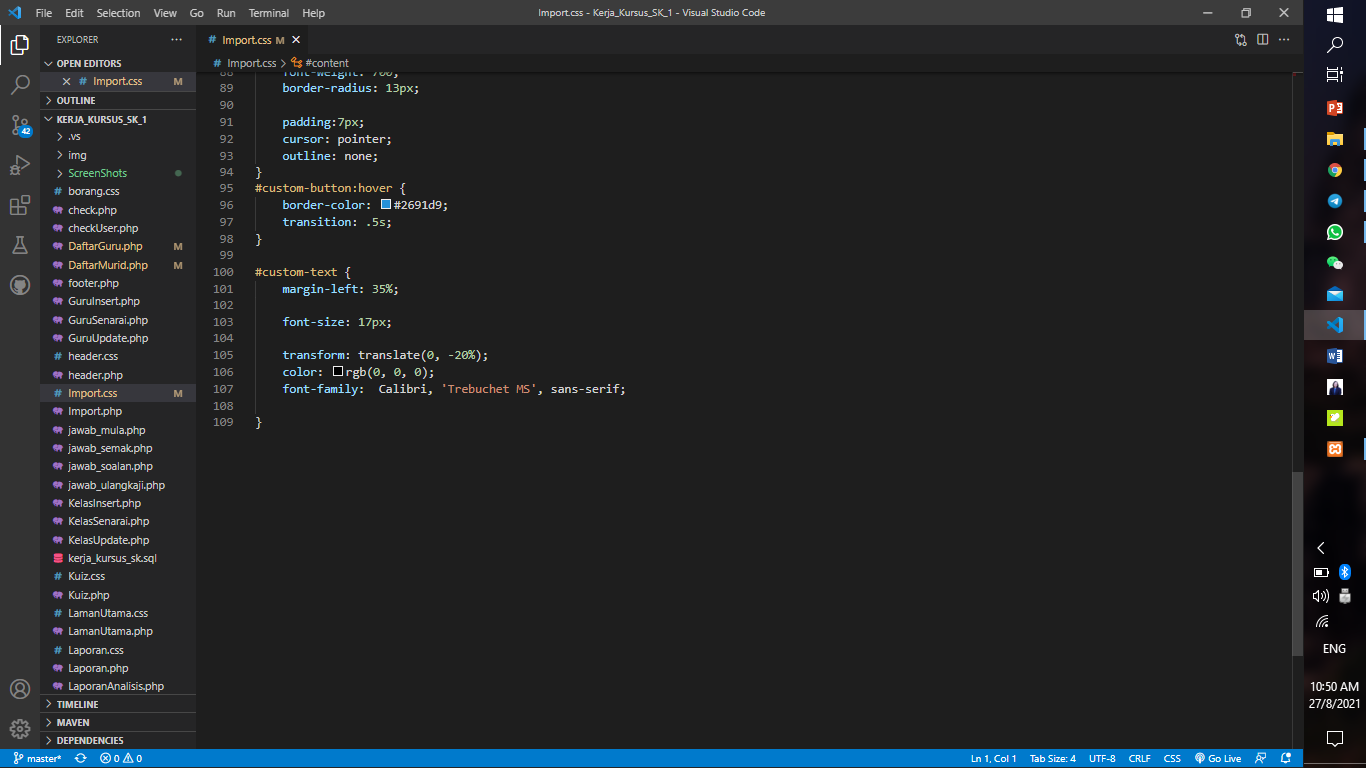 File Edit Selection View Go Run Terminal Help
Import.css - Kerja_Kursus_SK_1 - Visual Studio Code
EXPLORER
OPEN EDITORS
Import.css M
OUTLINE
KERJA_KURSUS_SK_1
.vs
img
ScreenShots
borang.css
check.php
checkUser.php
DaftarGuru.php M
DaftarMurid.php M
footer.php
GuruInsert.php
GuruSenarai.php
GuruUpdate.php
header.css
header.php
Import.css M
Import.php
jawab_mula.php
jawab_semak.php
jawab_soalan.php
jawab_ulangkaji.php
KelasInsert.php
KelasSenarai.php
KelasUpdate.php
kerja_kursus_sk.sql
Kuiz.css
Kuiz.php
LamanUtama.css
LamanUtama.php
Laporan.css
Laporan.php
LaporanAnalisis.php
TIMELINE
MAVEN
DEPENDENCIES
42
# Import.css M
# Import.css > #content
88 font-weight: 700;
89 border-radius: 13px;
90
91 padding:7px;
92 cursor: pointer;
93 outline: none;
94 }
95 #custom-button:hover {
96 border-color: #2691d9;
97 transition: .5s;
98 }
99
100 #custom-text {
101 margin-left: 35%;
102
103 font-size: 17px;
104
105 transform: translate(0, -20%);
106 color: rgb(0, 0, 0);
107 font-family:  Calibri, 'Trebuchet MS', sans-serif;
108
109 }
master* 0 0
Ln 1, Col 1 Tab Size: 4 UTF-8 CRLF CSS Go Live
ENG
10:50 AM
27/8/2021